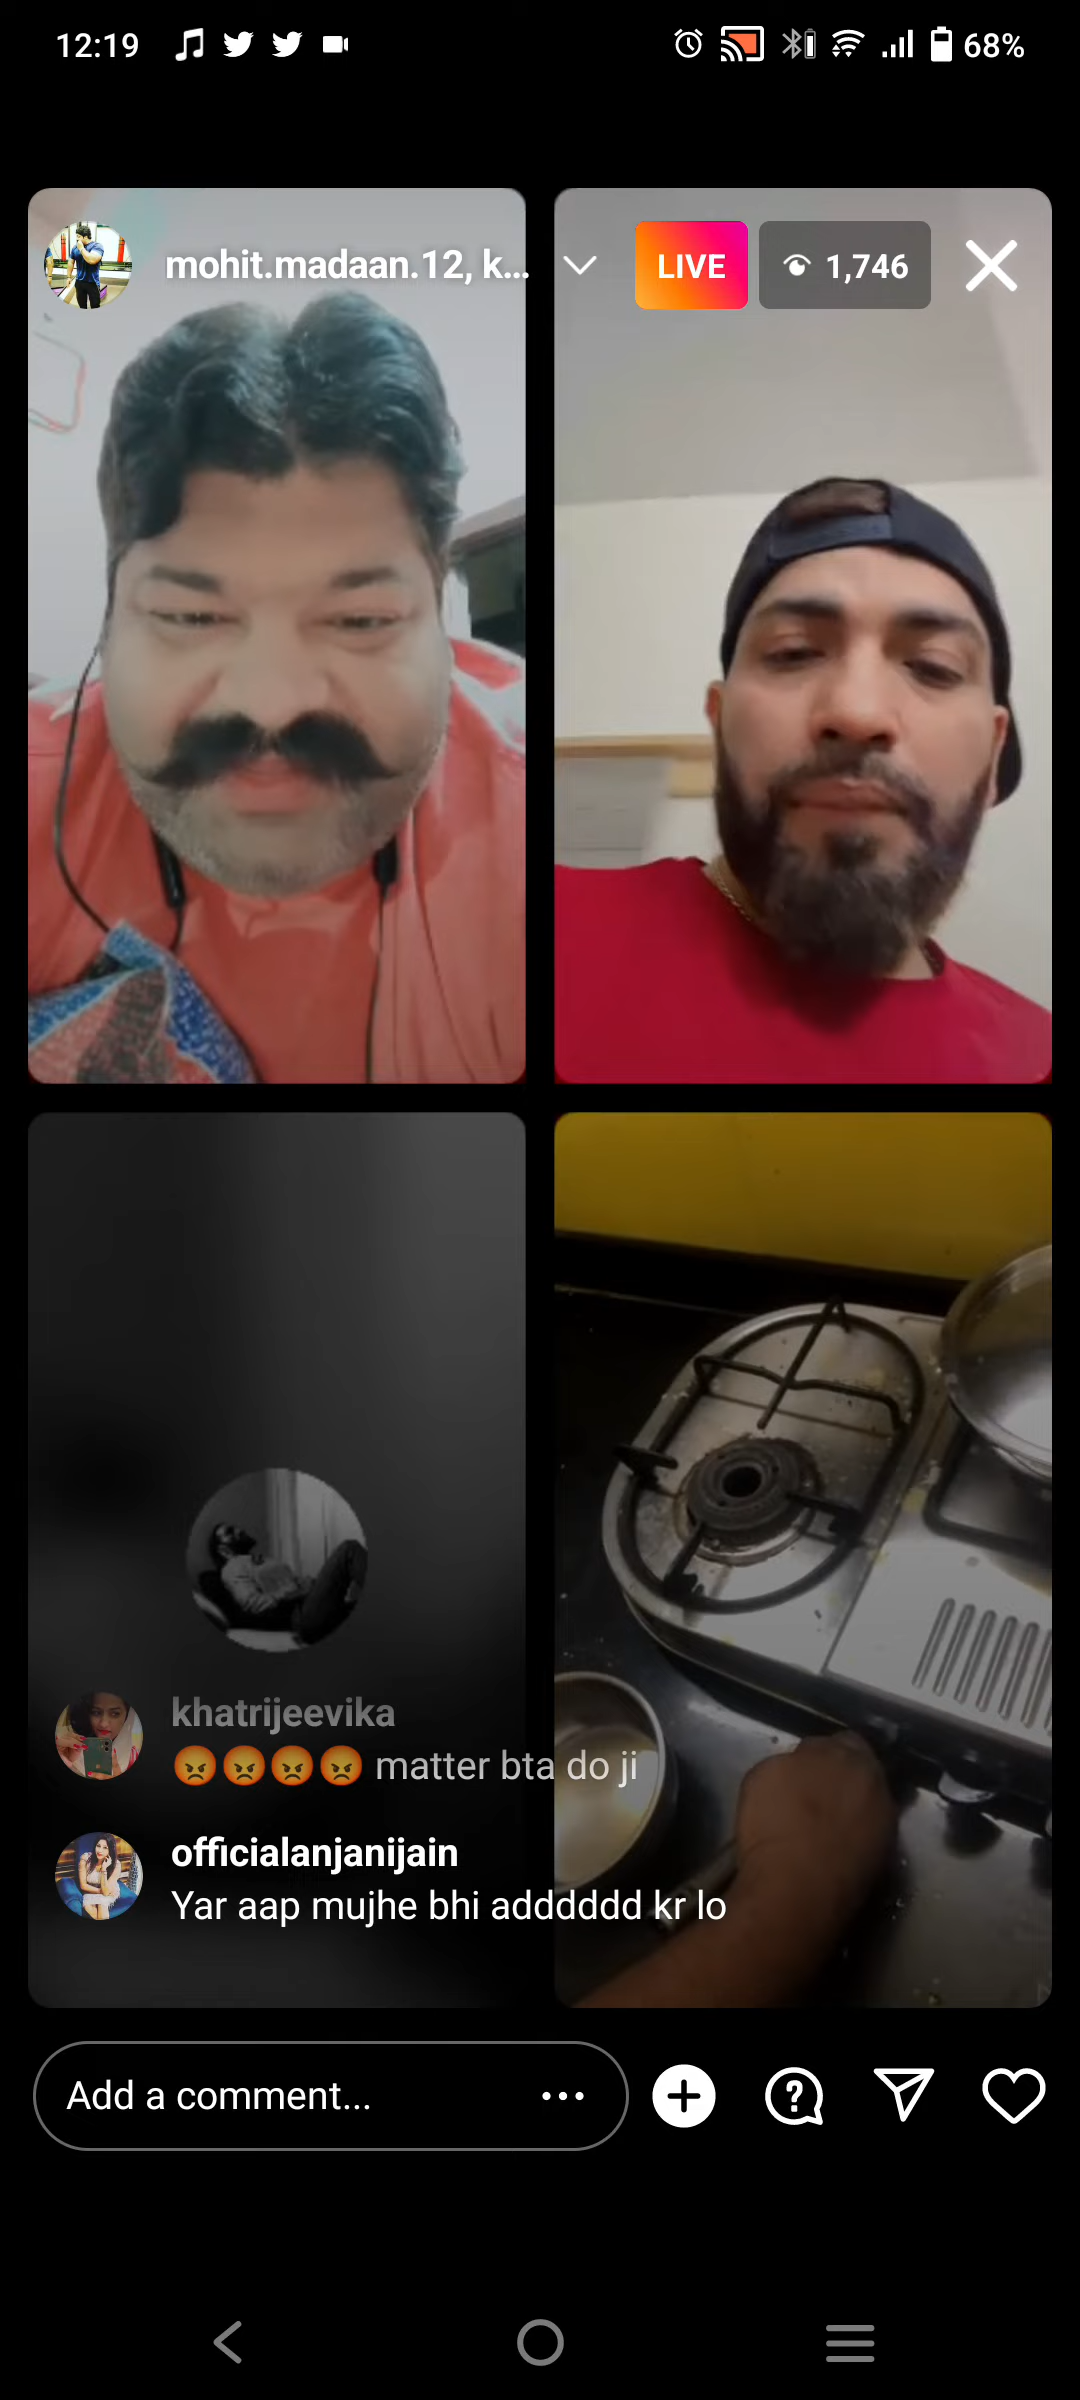 12:19
68%
mohit.madaan.12, k...
LIVE
1,746
khatrijeevika
😡😡😡😡 matter bta do ji
officialanjanijain
Yar aap mujhe bhi adddddd kr lo
Add a comment...